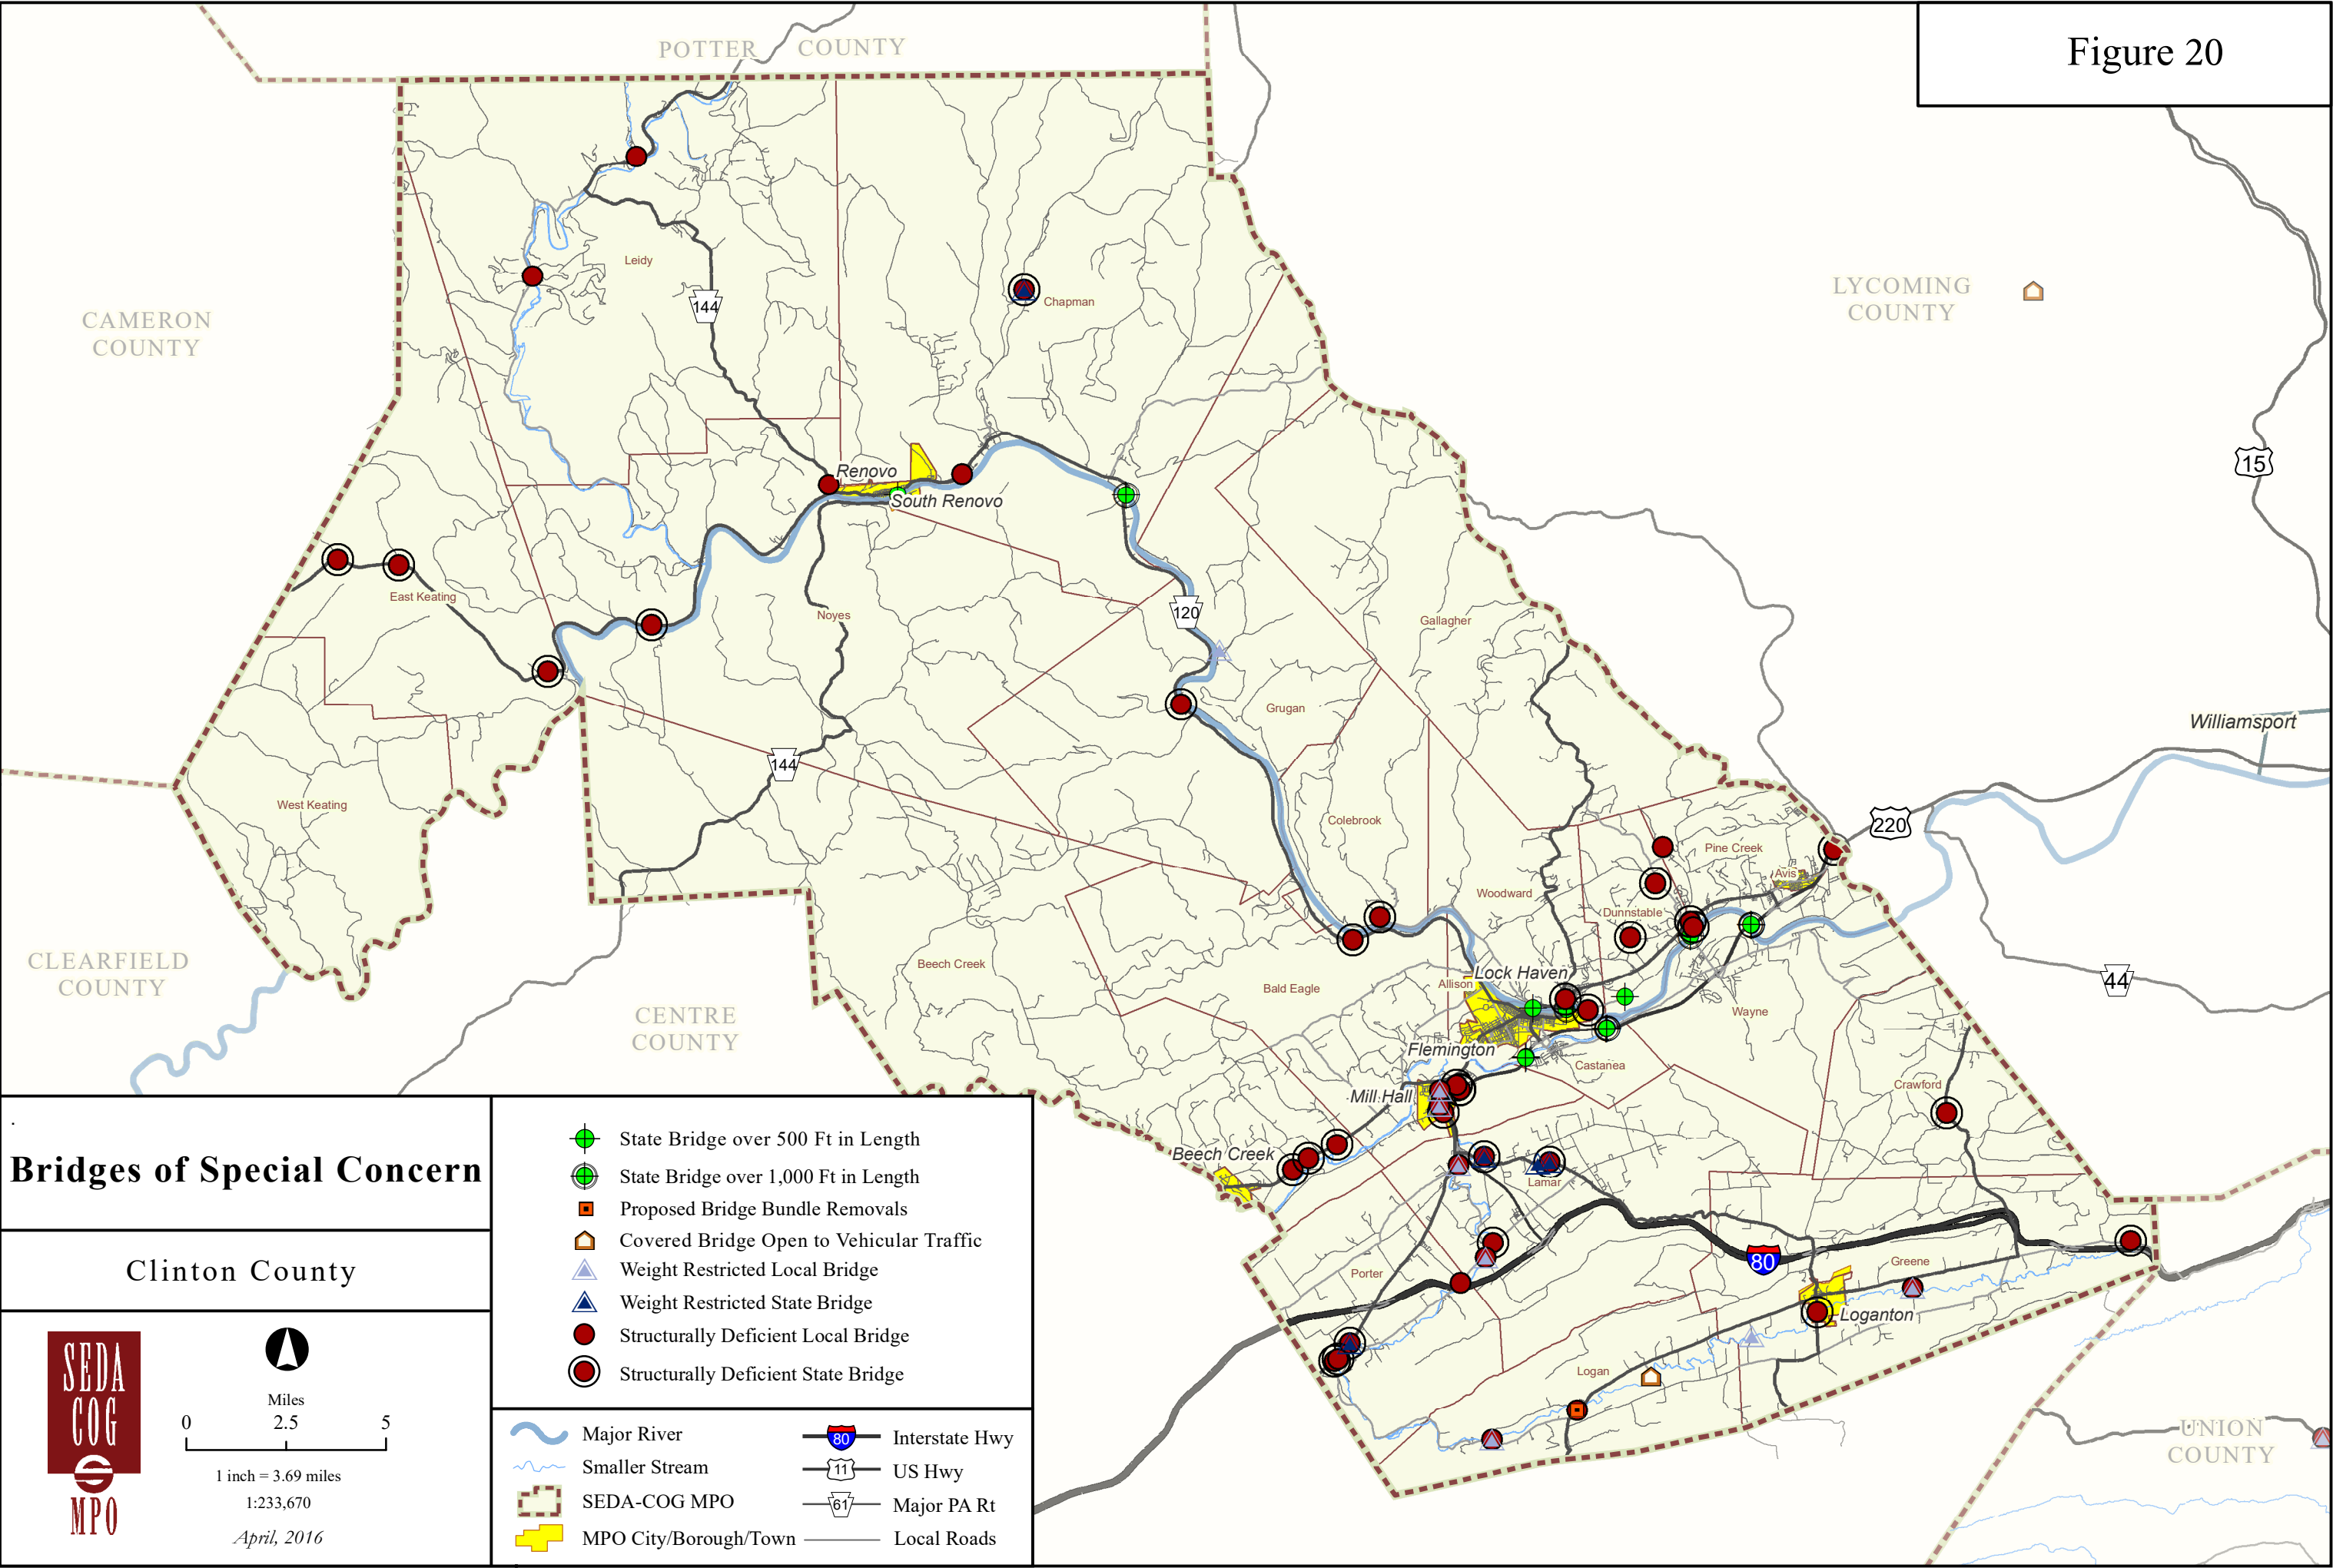 Figure 20
POTTER COUNTY
LYCOMING
COUNTY
CAMERON
COUNTY
Leidy
144
Chapman
15
Renovo
South Renovo
East Keating
Noyes
120
Gallagher
Grugan
Williamsport
144
West Keating
Colebrook
220
Pine Creek
Avis
Woodward
Dunnstable
CLEARFIELD
COUNTY
Beech Creek
Bald Eagle
Lock Haven
Allison
44
Wayne
CENTRE
COUNTY
Flemington
Castanea
Mill Hall
Crawford
Beech Creek
Lamar
80
Greene
Porter
Loganton
Logan
UNION
COUNTY
Bridges of Special Concern
Clinton County
SEDA
COG
MPO
Miles
0 2.5 5
1 inch = 3.69 miles
1:233,670
April, 2016
State Bridge over 500 Ft in Length
State Bridge over 1,000 Ft in Length
Proposed Bridge Bundle Removals
Covered Bridge Open to Vehicular Traffic
Weight Restricted Local Bridge
Weight Restricted State Bridge
Structurally Deficient Local Bridge
Structurally Deficient State Bridge
Major River
Smaller Stream
SEDA-COG MPO
MPO City/Borough/Town
80 Interstate Hwy
11 US Hwy
61 Major PA Rt
Local Roads